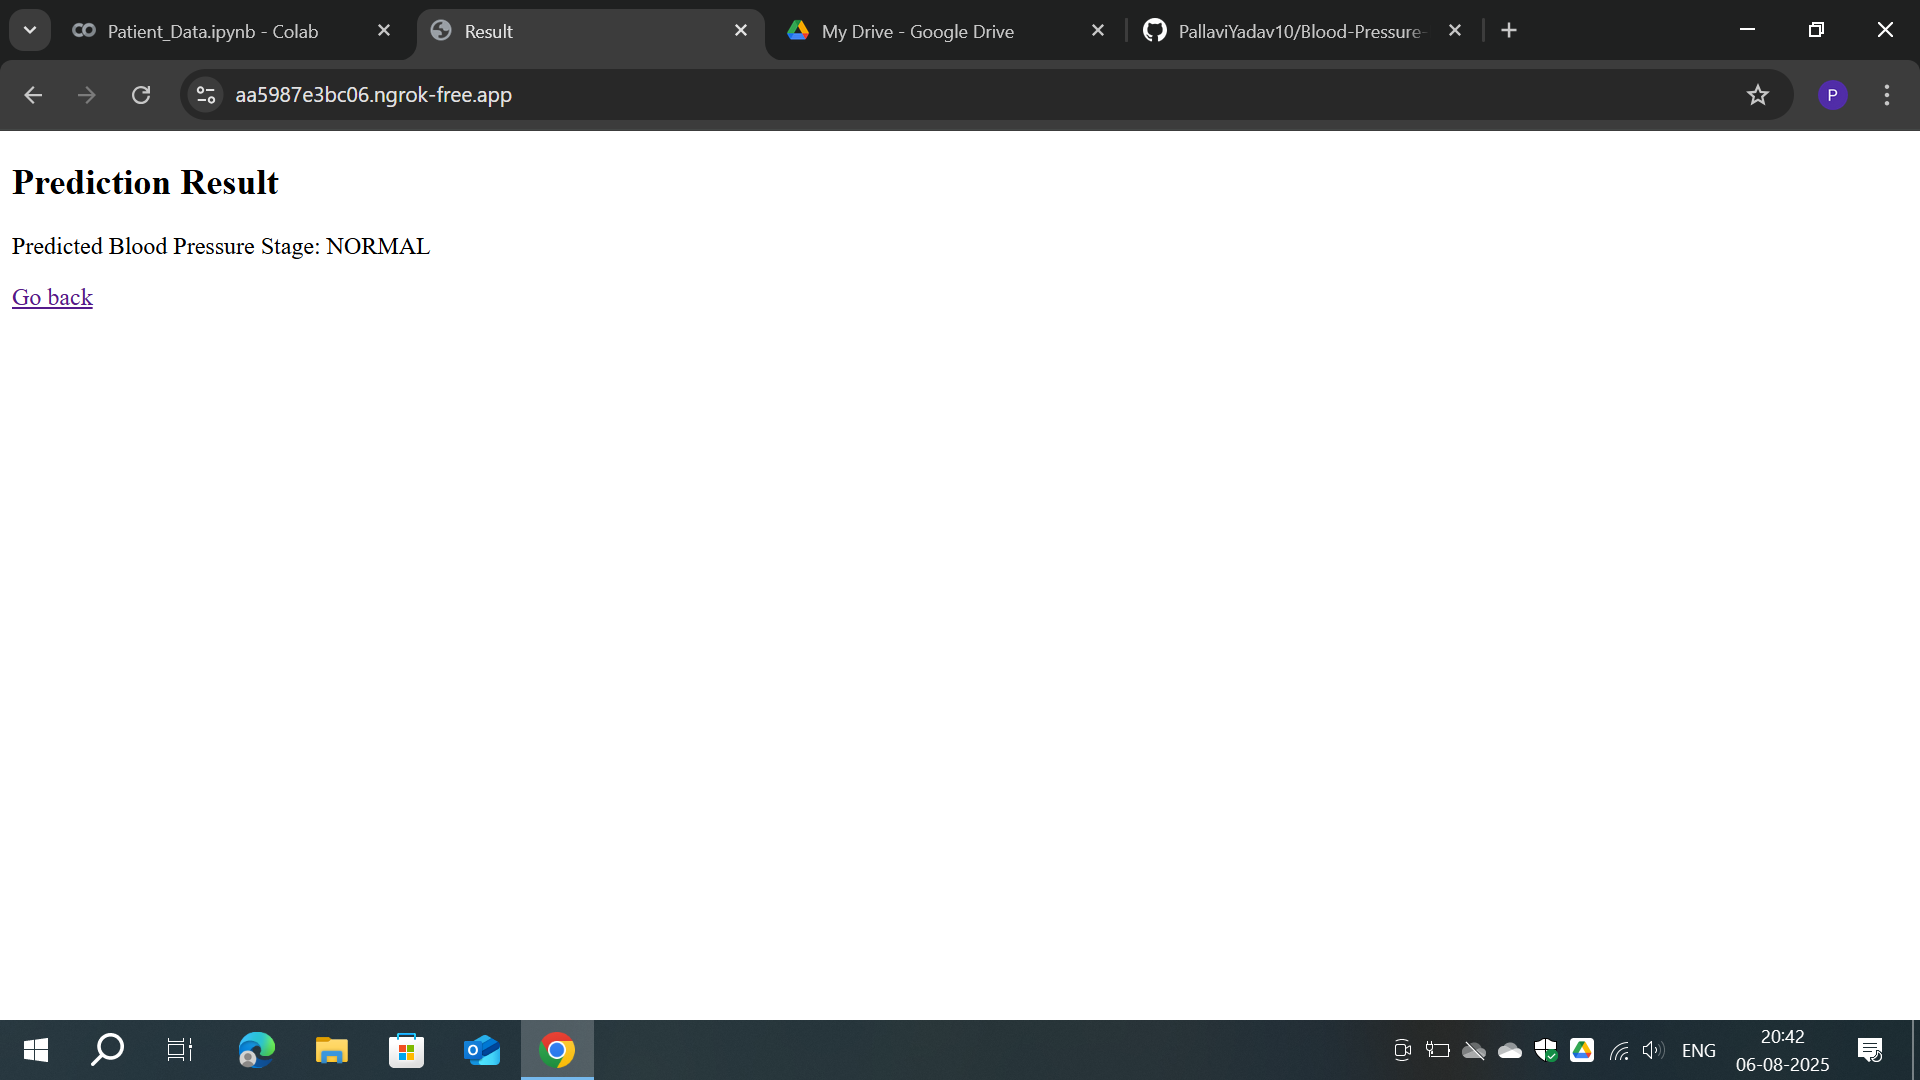 Patient_Data.ipynb - Colab
Result
My Drive - Google Drive
PallaviYadav10/Blood-Pressure-
aa5987e3bc06.ngrok-free.app
P
Prediction Result
Predicted Blood Pressure Stage: NORMAL
Go back
ENG
20:42
06-08-2025